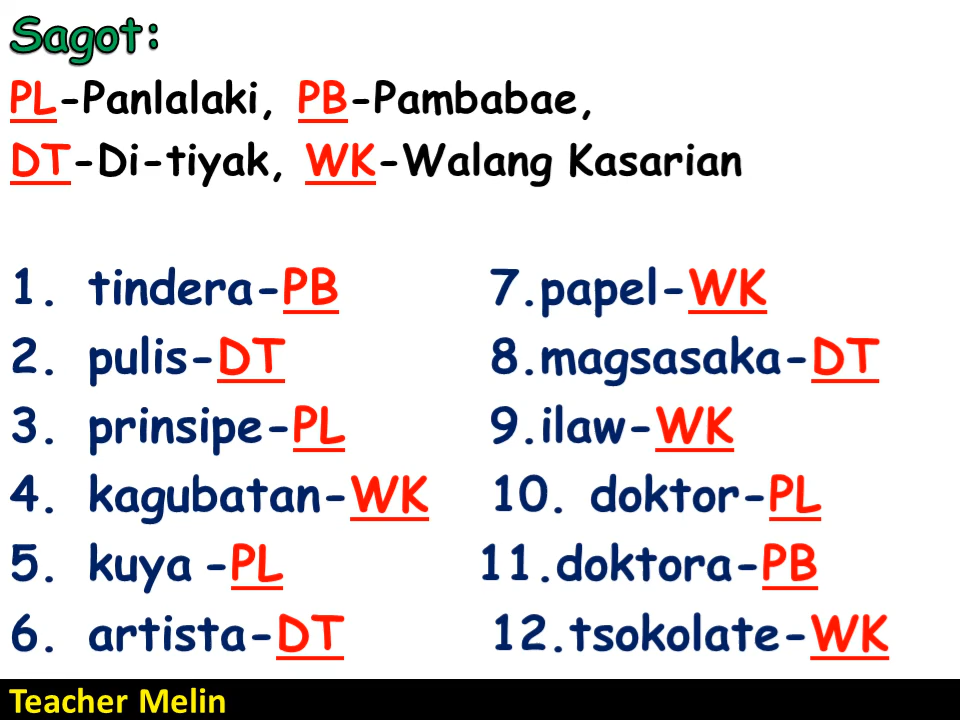 Sagot:
PL-Panlalaki, PB-Pambabae,
DT-Di-tiyak, WK-Walang Kasarian
1. tindera-PB
2. pulis-DT
3. prinsipe-PL
4. kagubatan-WK
5. kuya -PL
6. artista-DT
7.papel-WK
8.magsasaka-DT
9.ilaw-WK
10. doktor-PL
11.doktora-PB
12.tsokolate-WK
Teacher Melin